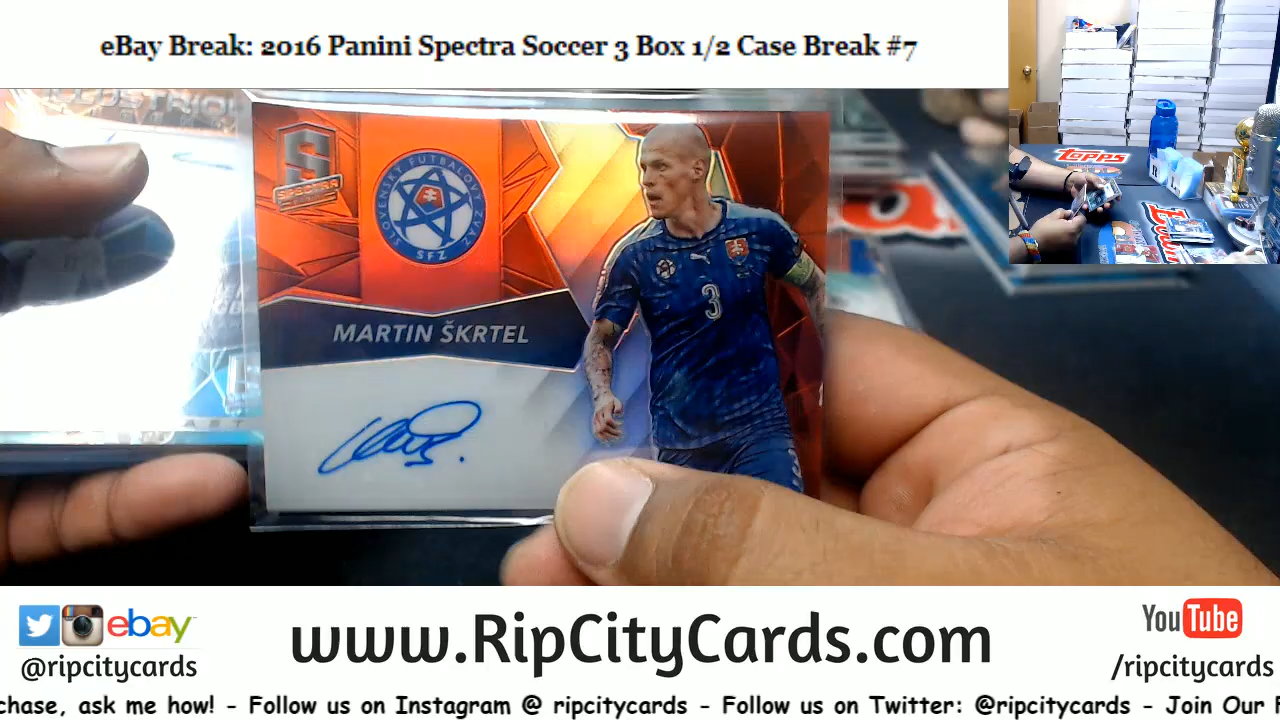 eBay Break: 2016 Panini Spectra Soccer 3 Box 1/2 Case Break #7
S
SPECTRA
SLOVENSKÝ FUTBALOVÝ ZVÄZ
SFZ
3
MARTIN ŠKRTEL
TOPPS
ebay
@ripcitycards
www.RipCityCards.com
YouTube
/ripcitycards
chase, ask me how! - Follow us on Instagram @ ripcitycards - Follow us on Twitter: @ripcitycards - Join Our